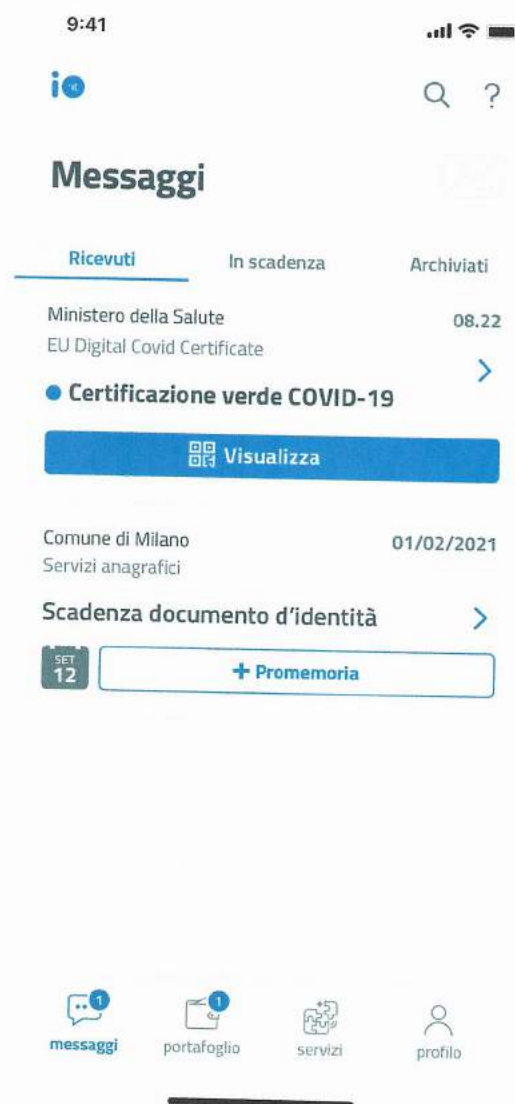 9:41
io
?
Messaggi
Ricevuti In scadenza Archiviati
Ministero della Salute 08.22
EU Digital Covid Certificate
Certificazione verde COVID-19
Visualizza
Comune di Milano 01/02/2021
Servizi anagrafici
Scadenza documento d'identità
SET
12
+ Promemoria
1 1
messaggi portafoglio servizi profilo